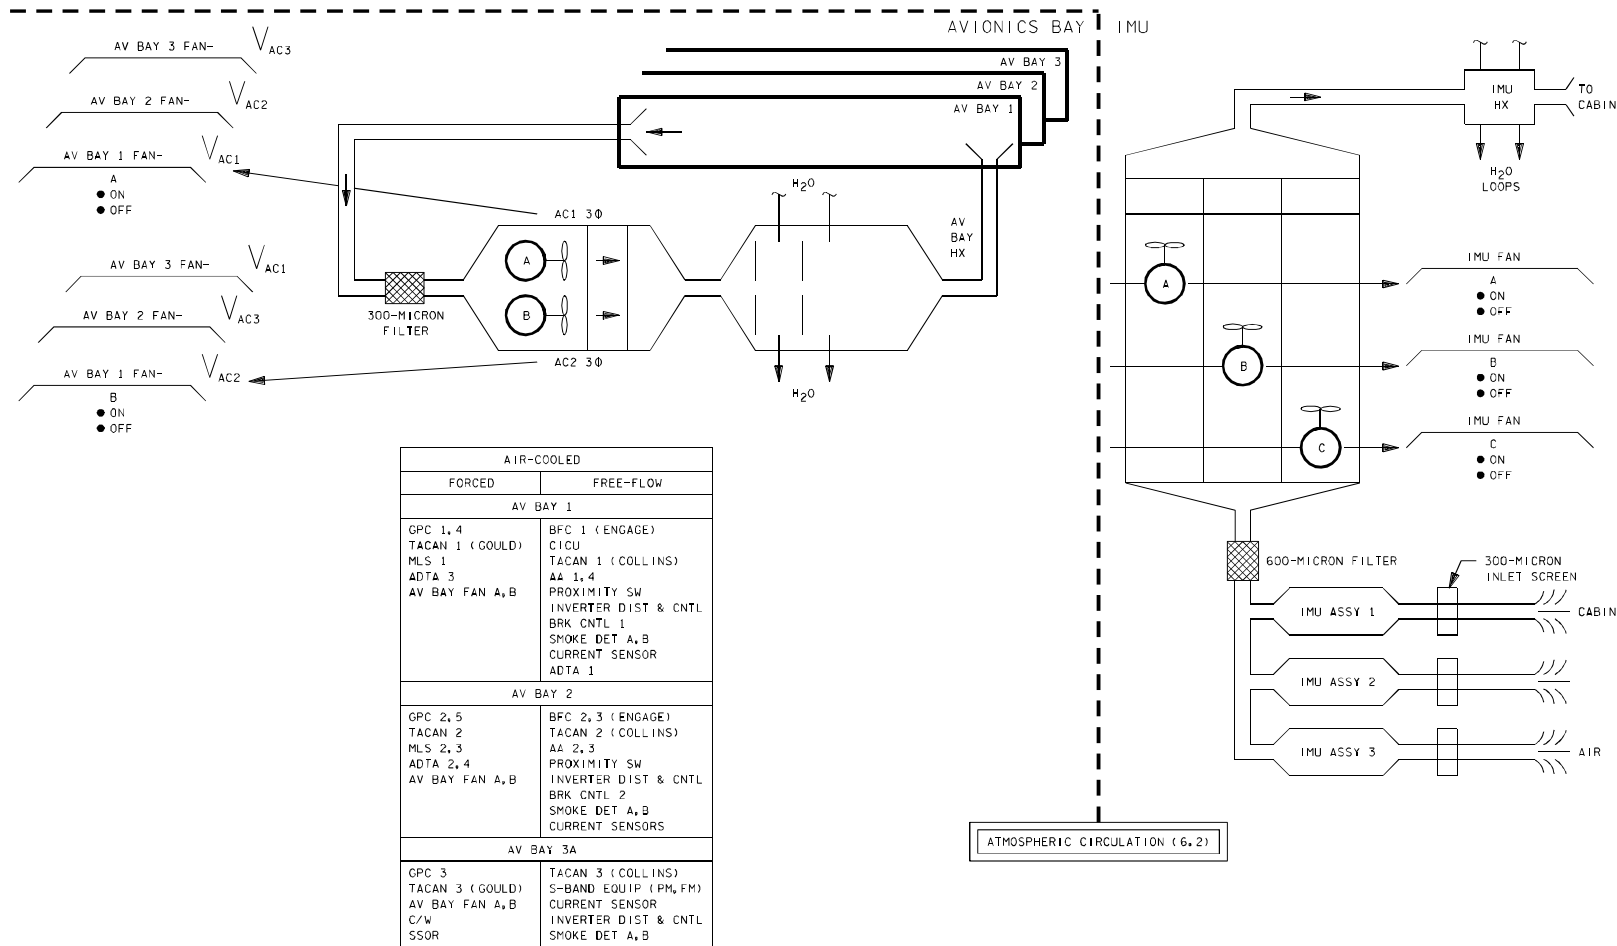 AVIONICS BAY
IMU
AV BAY 3 FAN-
AC3
AV BAY 2 FAN-
AC2
AV BAY 1 FAN-
AC1
A
● ON
● OFF
AV BAY 3 FAN-
AC1
AV BAY 2 FAN-
AC3
AV BAY 1 FAN-
AC2
B
● ON
● OFF
AV BAY 3
AV BAY 2
AV BAY 1
300-MICRON
FILTER
AC1 3Φ
A
B
AC2 3Φ
H2O
H2O
AV
BAY
HX
AIR-COOLED
FORCED
FREE-FLOW
AV BAY 1
GPC 1,4
TACAN 1 (GOULD)
MLS 1
ADTA 3
AV BAY FAN A,B
BFC 1 (ENGAGE)
CICU
TACAN 1 (COLLINS)
AA 1,4
PROXIMITY SW
INVERTER DIST & CNTL
BRK CNTL 1
SMOKE DET A,B
CURRENT SENSOR
ADTA 1
AV BAY 2
GPC 2,5
TACAN 2
MLS 2,3
ADTA 2,4
AV BAY FAN A,B
BFC 2,3 (ENGAGE)
TACAN 2 (COLLINS)
AA 2,3
PROXIMITY SW
INVERTER DIST & CNTL
BRK CNTL 2
SMOKE DET A,B
CURRENT SENSORS
AV BAY 3A
GPC 3
TACAN 3 (GOULD)
AV BAY FAN A,B
C/W
SSOR
TACAN 3 (COLLINS)
S-BAND EQUIP (PM,FM)
CURRENT SENSOR
INVERTER DIST & CNTL
SMOKE DET A,B
IMU
HX
TO
CABIN
H2O
LOOPS
A
B
C
IMU FAN
A
● ON
● OFF
IMU FAN
B
● ON
● OFF
IMU FAN
C
● ON
● OFF
600-MICRON FILTER
300-MICRON
INLET SCREEN
IMU ASSY 1
CABIN
IMU ASSY 2
IMU ASSY 3
AIR
ATMOSPHERIC CIRCULATION (6.2)